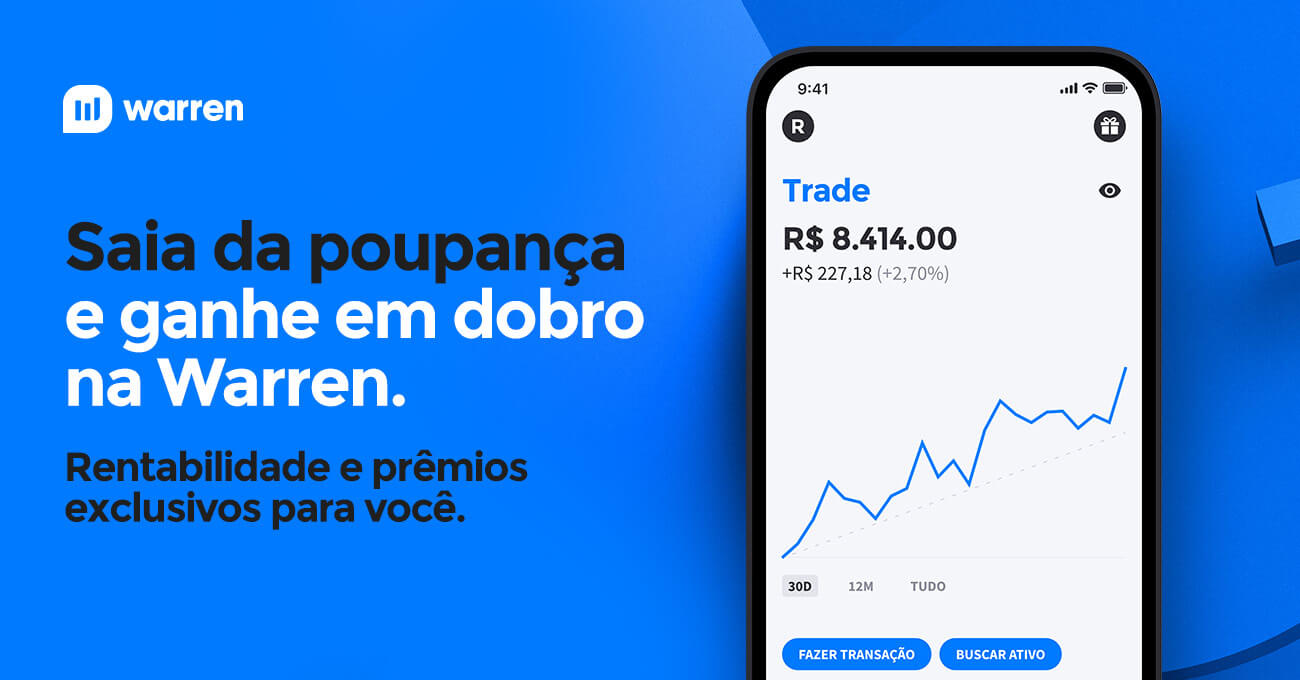 warren
Saia da poupança
e ganhe em dobro
na Warren.
Rentabilidade e prêmios
exclusivos para você.
9:41
R
Trade
R$ 8.414.00
+R$ 227,18 (+2,70%)
30D 12M TUDO
FAZER TRANSAÇÃO BUSCAR ATIVO